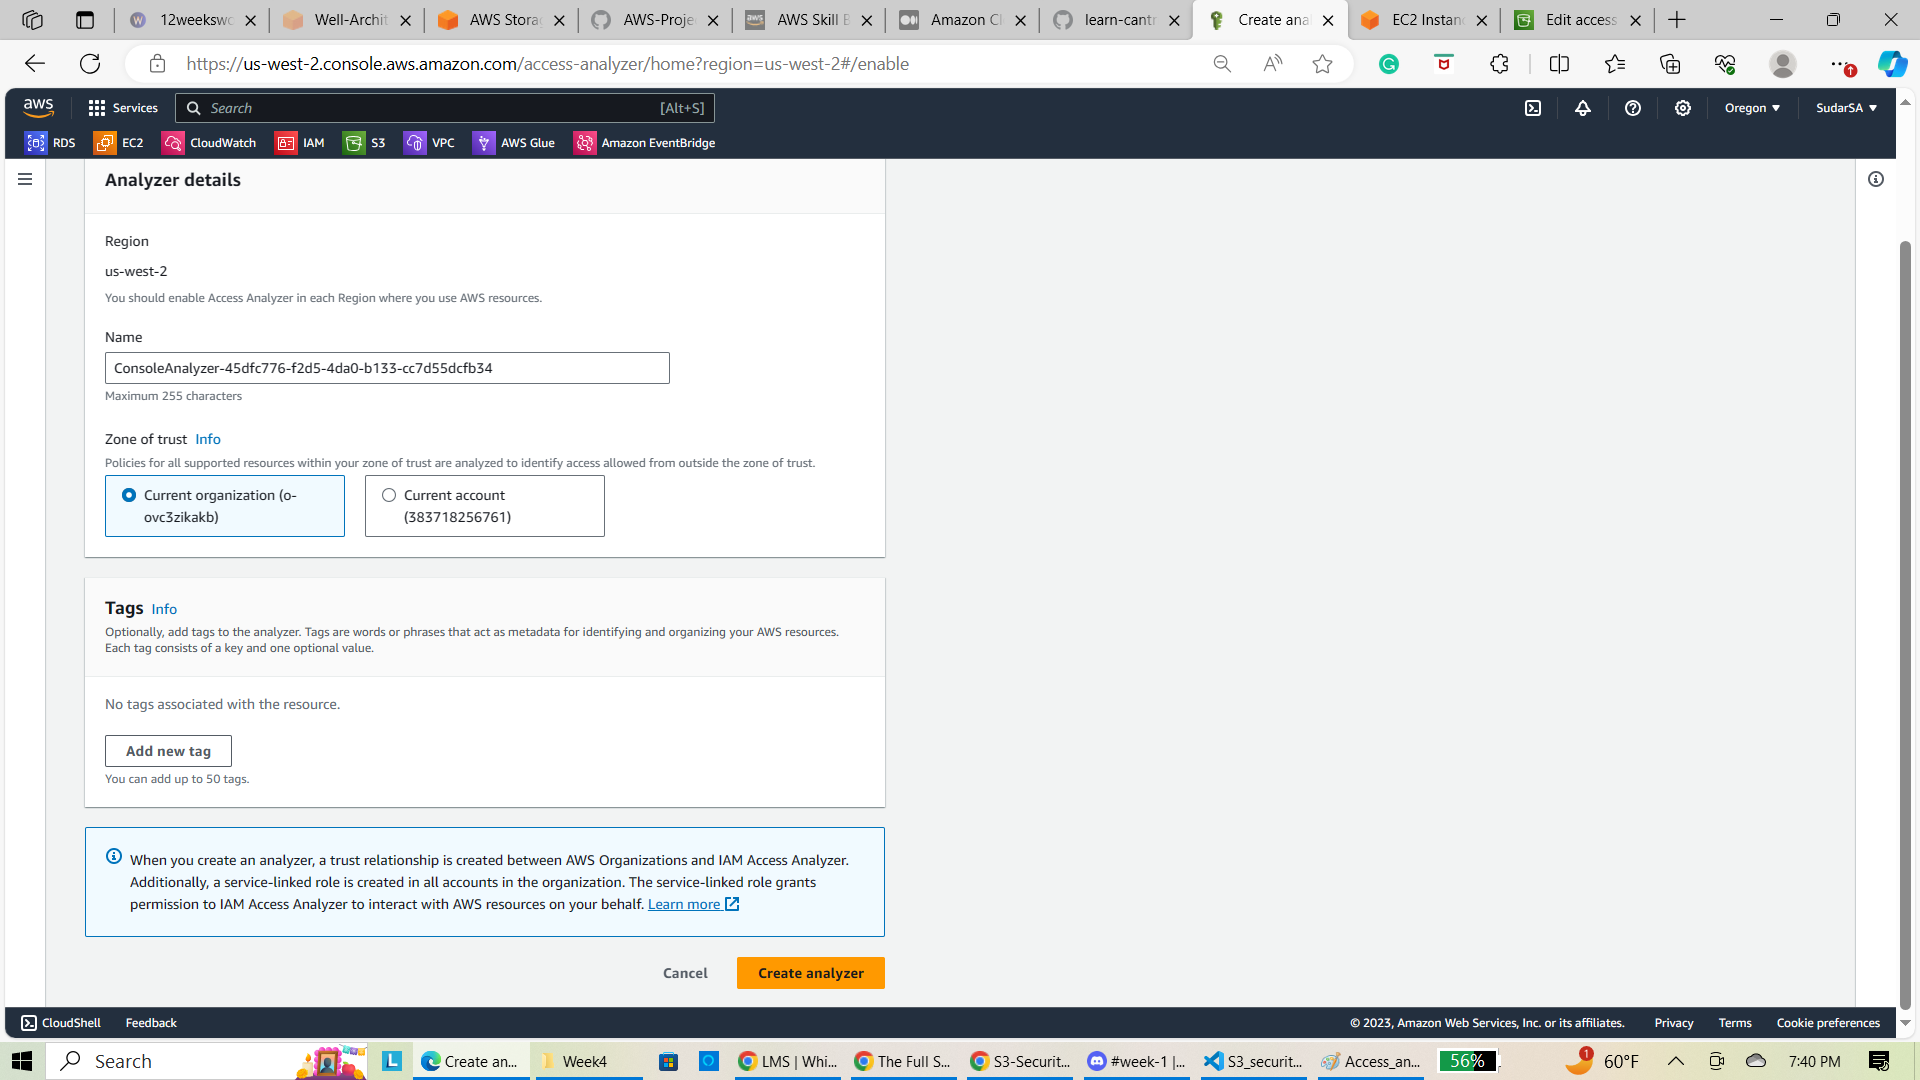 12weekswo
Well-Archit
AWS Storag
AWS-Projec
AWS Skill B
Amazon Cl
learn-cantr
Create anal
EC2 Instanc
Edit access
https://us-west-2.console.aws.amazon.com/access-analyzer/home?region=us-west-2#/enable
aws
Services
Search
[Alt+S]
Oregon
SudarSA
RDS
EC2
CloudWatch
IAM
S3
VPC
AWS Glue
Amazon EventBridge
Analyzer details
Region
us-west-2
You should enable Access Analyzer in each Region where you use AWS resources.
Name
ConsoleAnalyzer-45dfc776-f2d5-4da0-b133-cc7d55dcfb34
Maximum 255 characters
Zone of trust Info
Policies for all supported resources within your zone of trust are analyzed to identify access allowed from outside the zone of trust.
Current organization (o-
ovc3zikakb)
Current account
(383718256761)
Tags Info
Optionally, add tags to the analyzer. Tags are words or phrases that act as metadata for identifying and organizing your AWS resources.
Each tag consists of a key and one optional value.
No tags associated with the resource.
Add new tag
You can add up to 50 tags.
When you create an analyzer, a trust relationship is created between AWS Organizations and IAM Access Analyzer.
Additionally, a service-linked role is created in all accounts in the organization. The service-linked role grants
permission to IAM Access Analyzer to interact with AWS resources on your behalf. Learn more
Cancel
Create analyzer
CloudShell
Feedback
© 2023, Amazon Web Services, Inc. or its affiliates.
Privacy
Terms
Cookie preferences
Search
Create an...
Week4
LMS | Whi...
The Full S...
S3-Securit...
#week-1 |...
S3_securit...
Access_an...
56%
1
60°F
7:40 PM